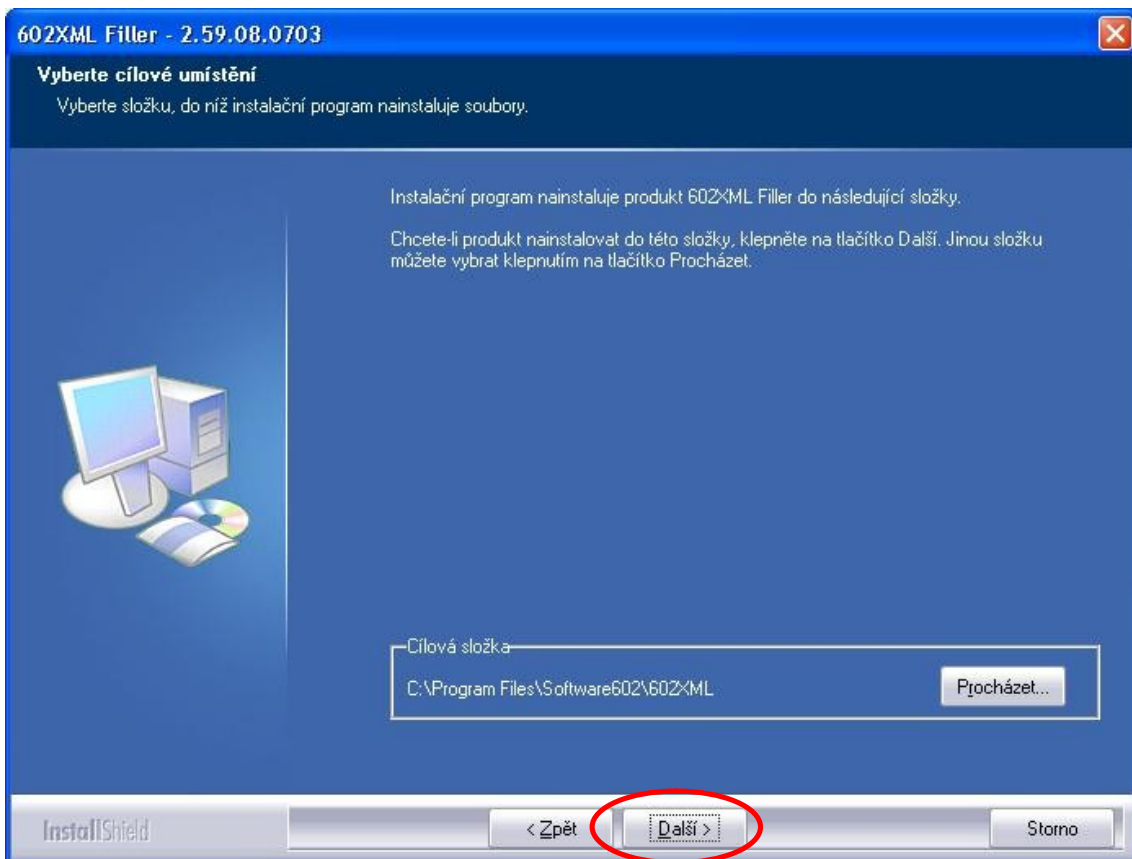 602XML Filler - 2.59.08.0703
Vyberte cílové umístění
Vyberte složku, do níž instalační program nainstaluje soubory.
Instalační program nainstaluje produkt 602XML Filler do následující složky.
Chcete-li produkt nainstalovat do této složky, klepněte na tlačítko Další. Jinou složku
můžete vybrat klepnutím na tlačítko Procházet.
Cílová složka
C:\Program Files\Software602\602XML
Procházet...
InstallShield
< Zpět
Další >
Storno